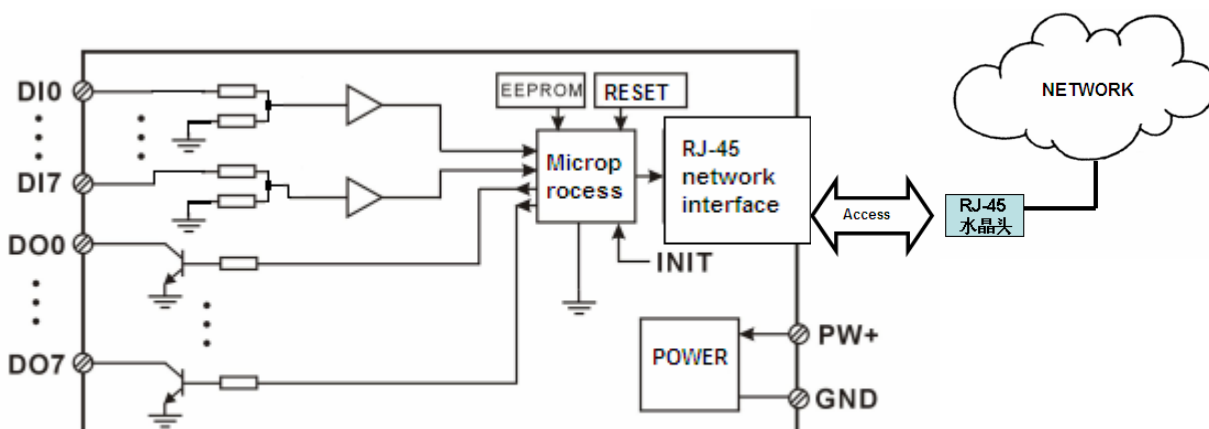 DI0
DI7
DO0
DO7
EEPROM
RESET
Microp
rocess
RJ-45
network
interface
INIT
POWER
PW+
GND
Access
RJ-45
水晶头
NETWORK